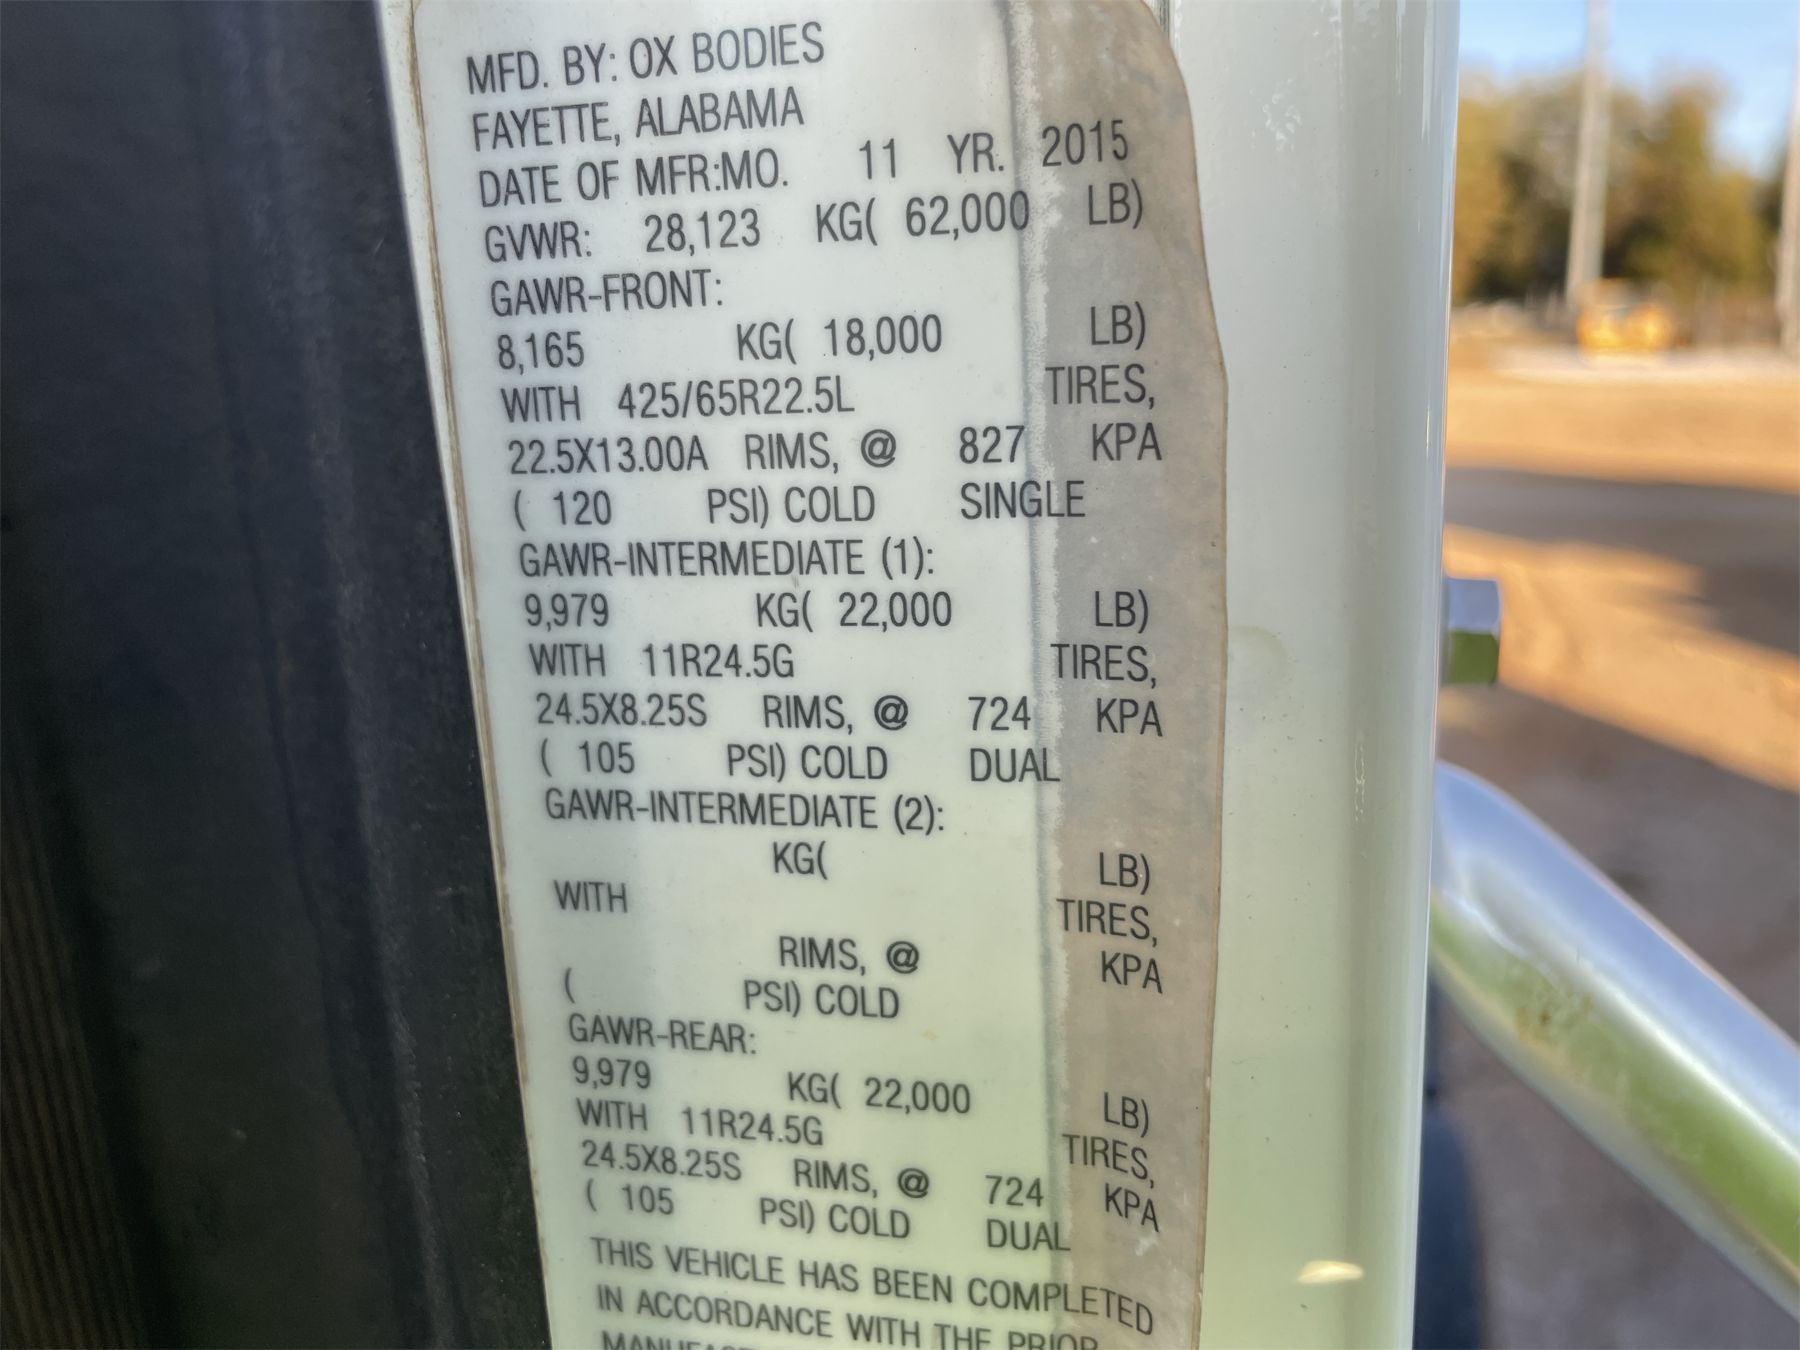 MFD. BY: OX BODIES
FAYETTE, ALABAMA
DATE OF MFR:MO. 11 YR. 2015
GVWR: 28,123 KG( 62,000 LB)
GAWR-FRONT:
8,165 KG( 18,000 LB)
WITH 425/65R22.5L TIRES,
22.5X13.00A RIMS, @ 827 KPA
( 120 PSI) COLD SINGLE
GAWR-INTERMEDIATE (1):
9,979 KG( 22,000 LB)
WITH 11R24.5G TIRES,
24.5X8.25S RIMS, @ 724 KPA
( 105 PSI) COLD DUAL
GAWR-INTERMEDIATE (2):
KG( LB)
WITH TIRES,
RIMS, @ KPA
( PSI) COLD
GAWR-REAR:
9,979 KG( 22,000 LB)
WITH 11R24.5G TIRES,
24.5X8.25S RIMS, @ 724 KPA
( 105 PSI) COLD DUAL
THIS VEHICLE HAS BEEN COMPLETED
IN ACCORDANCE WITH THE PRIOR